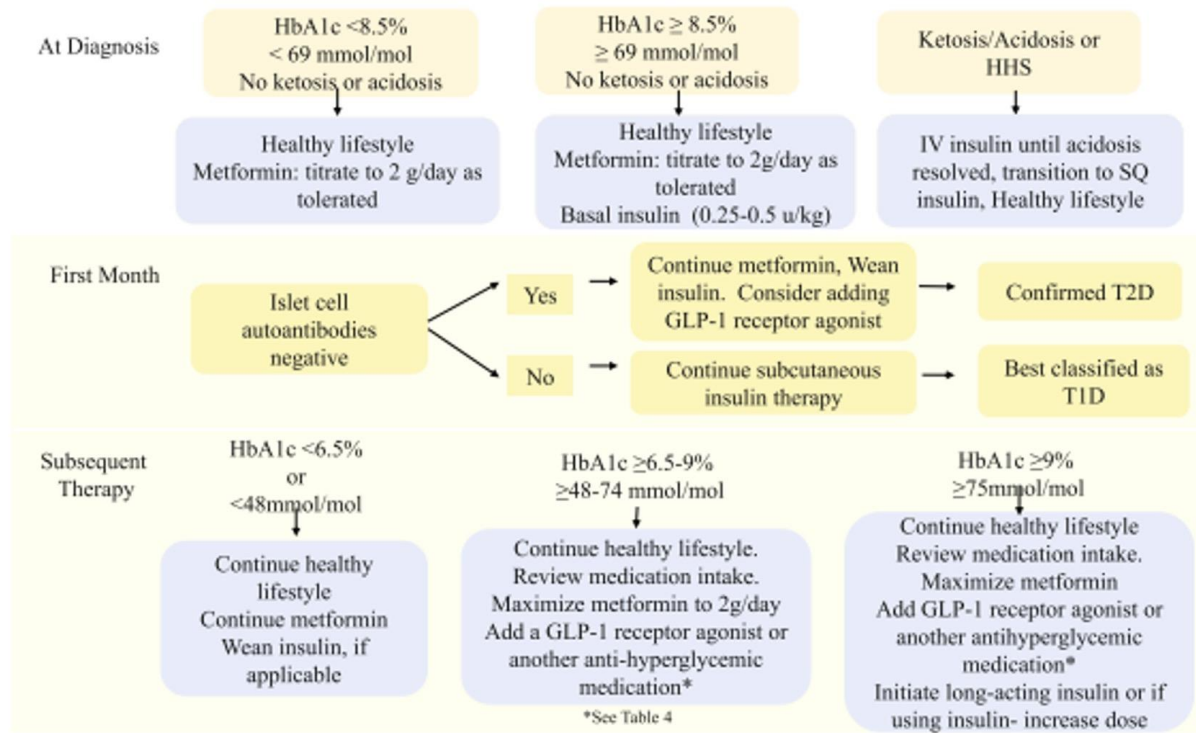 At Diagnosis
HbA1c <8.5%
< 69 mmol/mol
No ketosis or acidosis
HbA1c ≥ 8.5%
≥ 69 mmol/mol
No ketosis or acidosis
Ketosis/Acidosis or
HHS
Healthy lifestyle
Metformin: titrate to 2 g/day as
tolerated
Healthy lifestyle
Metformin: titrate to 2g/day as
tolerated
Basal insulin (0.25-0.5 u/kg)
IV insulin until acidosis
resolved, transition to SQ
insulin, Healthy lifestyle
First Month
Islet cell
autoantibodies
negative
Yes
Continue metformin, Wean
insulin. Consider adding
GLP-1 receptor agonist
Confirmed T2D
No
Continue subcutaneous
insulin therapy
Best classified as
T1D
Subsequent
Therapy
HbA1c <6.5%
or
<48mmol/mol
HbA1c ≥6.5-9%
≥48-74 mmol/mol
HbA1c ≥9%
≥75mmol/mol
Continue healthy
lifestyle
Continue metformin
Wean insulin, if
applicable
Continue healthy lifestyle.
Review medication intake.
Maximize metformin to 2g/day
Add a GLP-1 receptor agonist or
another anti-hyperglycemic
medication*
*See Table 4
Continue healthy lifestyle
Review medication intake.
Maximize metformin
Add GLP-1 receptor agonist or
another antihyperglycemic
medication*
Initiate long-acting insulin or if
using insulin- increase dose